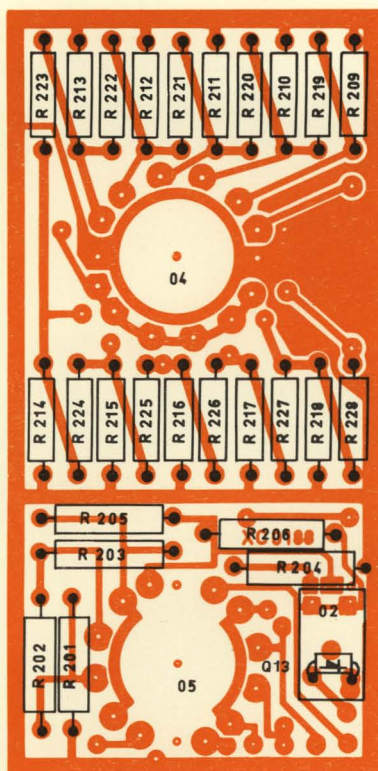 R 223
R 213
R 222
R 212
R 221
R 211
R 220
R 210
R 219
R 209
04
R 214
R 224
R 215
R 225
R 216
R 226
R 217
R 227
R 218
R 228
R 205
R 206
R 203
R 204
02
R 202
R 201
05
Q13